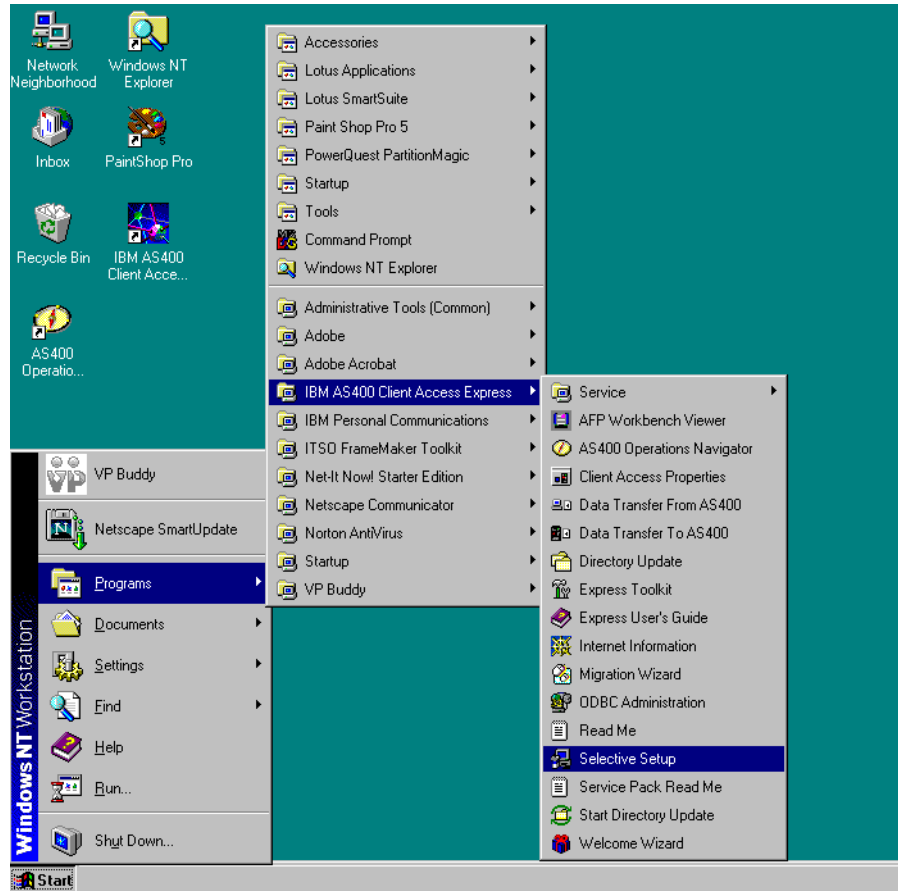 Network
Neighborhood
Windows NT
Explorer
Inbox
PaintShop Pro
5
Recycle Bin
IBM AS400
Client Acce...
AS400
Operatio...
Accessories
Lotus Applications
Lotus SmartSuite
Paint Shop Pro 5
PowerQuest PartitionMagic
Startup
Tools
Command Prompt
Windows NT Explorer
Administrative Tools (Common)
Adobe
Adobe Acrobat
IBM AS400 Client Access Express
IBM Personal Communications
ITSO FrameMaker Toolkit
Net-It Now! Starter Edition
Netscape Communicator
Norton AntiVirus
Startup
VP Buddy
Service
AFP Workbench Viewer
AS400 Operations Navigator
Client Access Properties
Data Transfer From AS400
Data Transfer To AS400
Directory Update
Express Toolkit
Express User's Guide
Internet Information
Migration Wizard
ODBC Administration
Read Me
Selective Setup
Service Pack Read Me
Start Directory Update
Welcome Wizard
VP
VP Buddy
N
Netscape SmartUpdate
Programs
Documents
Settings
Find
Help
Run...
Shut Down...
Windows NT Workstation
Start